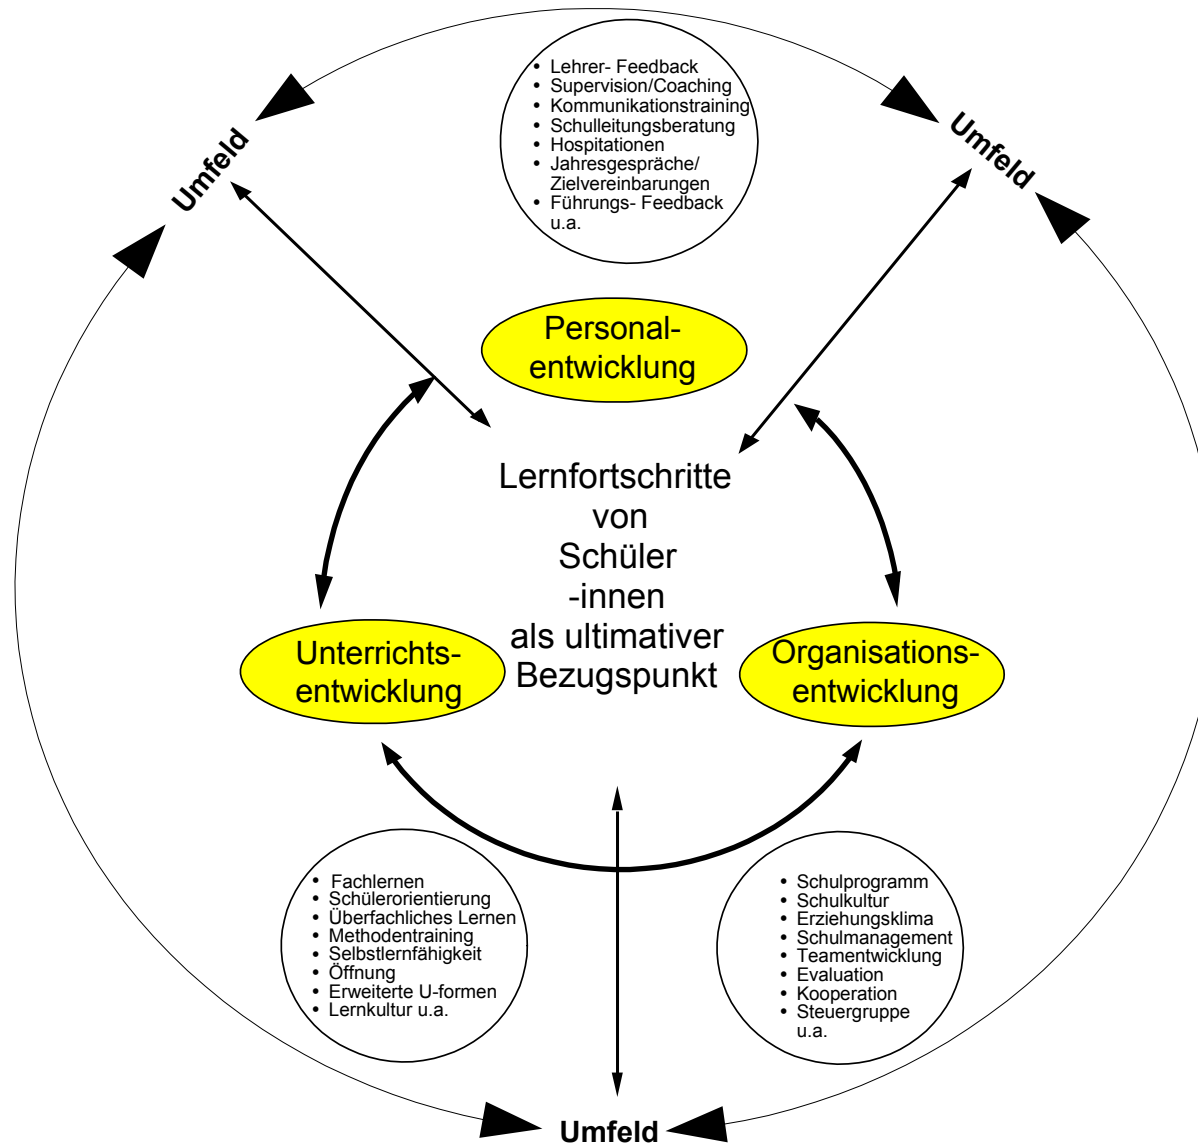 • Lehrer- Feedback
• Supervision/Coaching
• Kommunikationstraining
• Schulleitungsberatung
• Hospitationen
• Jahresgespräche/
Zielvereinbarungen
• Führungs- Feedback
u.a.
Umfeld
Umfeld
Personal-
entwicklung
Lernfortschritte
von
Schüler
-innen
als ultimativer
Bezugspunkt
Unterrichts-
entwicklung
Organisations-
entwicklung
• Fachlernen
• Schülerorientierung
• Überfachliches Lernen
• Methodentraining
• Selbstlernfähigkeit
• Öffnung
• Erweiterte U-formen
• Lernkultur u.a.
• Schulprogramm
• Schulkultur
• Erziehungsklima
• Schulmanagement
• Teamentwicklung
• Evaluation
• Kooperation
• Steuergruppe
u.a.
Umfeld